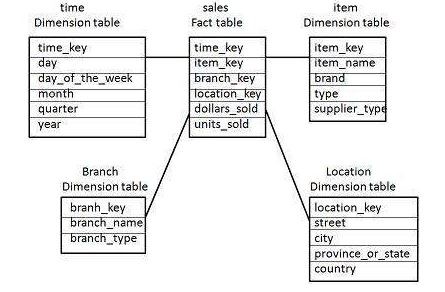 time
Dimension table
time_key
day
day_of_the_week
month
quarter
year
sales
Fact table
time_key
item_key
branch_key
location_key
dollars_sold
units_sold
item
Dimension table
item_key
item_name
brand
type
supplier_type
Branch
Dimension table
branh_key
branch_name
branch_type
Location
Dimension table
location_key
street
city
province_or_state
country